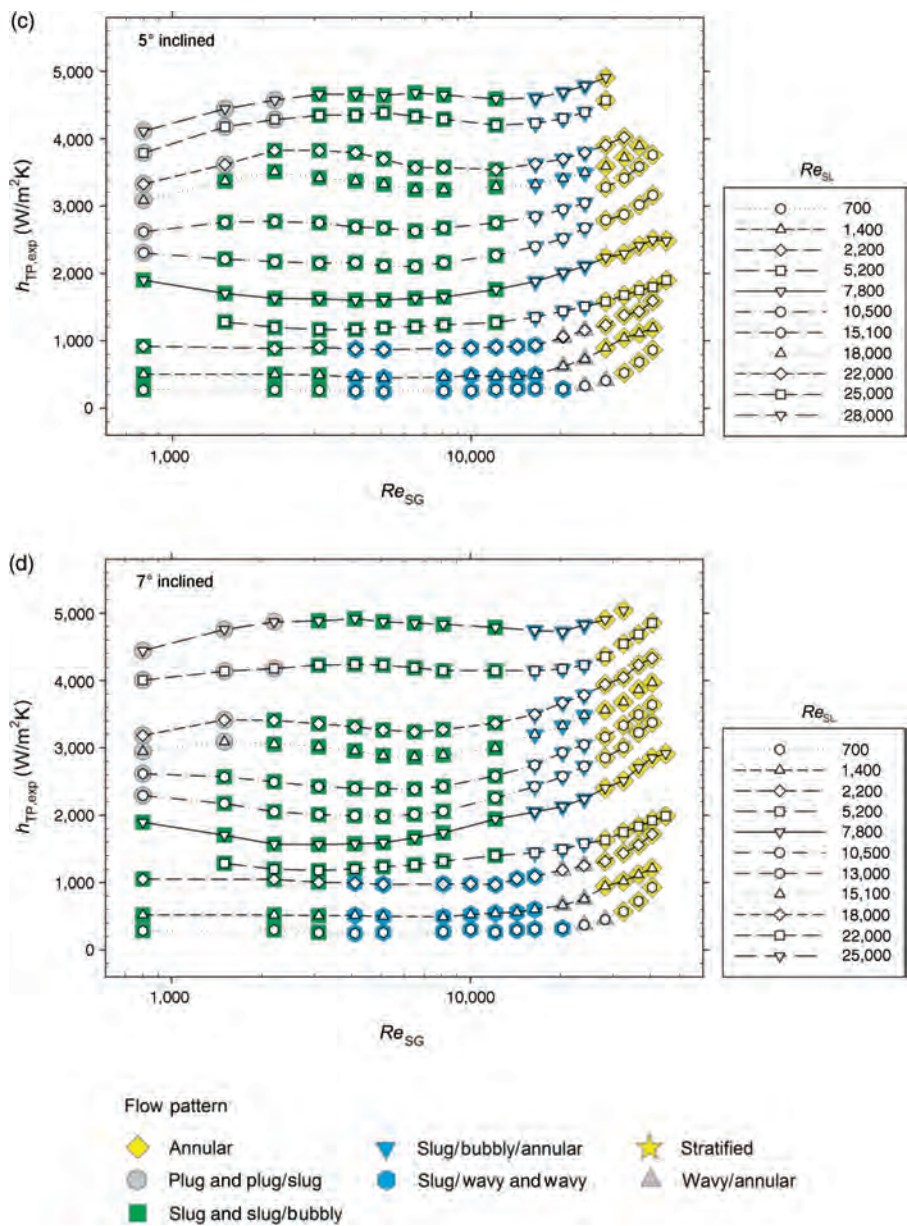 (c)
5° inclined
5,000
4,000
3,000
2,000
1,000
0
h_TP,exp (W/m²K)
1,000
10,000
Re_SG
Re_SL
700
1,400
2,200
5,200
7,800
10,500
15,100
18,000
22,000
25,000
28,000
(d)
7° inclined
5,000
4,000
3,000
2,000
1,000
0
h_TP,exp (W/m²K)
1,000
10,000
Re_SG
Re_SL
700
1,400
2,200
5,200
7,800
10,500
13,000
15,100
18,000
22,000
25,000
Flow pattern
Annular
Plug and plug/slug
Slug and slug/bubbly
Slug/bubbly/annular
Slug/wavy and wavy
Stratified
Wavy/annular